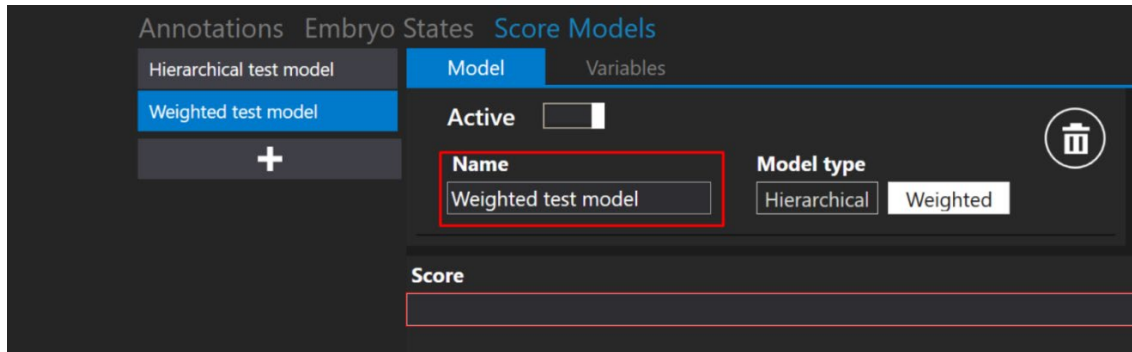 Annotations Embryo States Score Models
Hierarchical test model
Weighted test model
Model Variables
Active
Name
Weighted test model
Model type
Hierarchical Weighted
Score